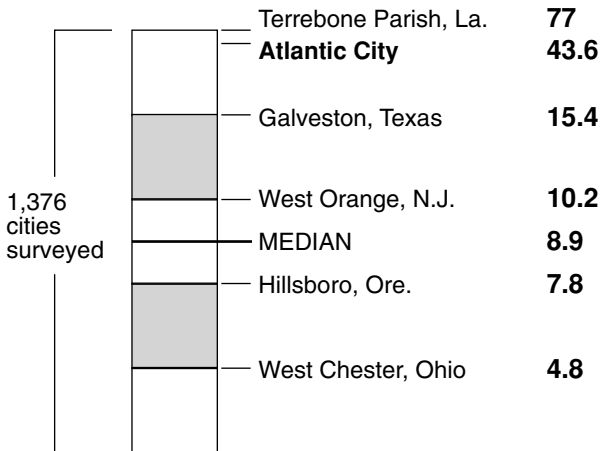 Terrebone Parish, La. 77
Atlantic City 43.6
Galveston, Texas 15.4
1,376
cities
surveyed
West Orange, N.J. 10.2
MEDIAN 8.9
Hillsboro, Ore. 7.8
West Chester, Ohio 4.8